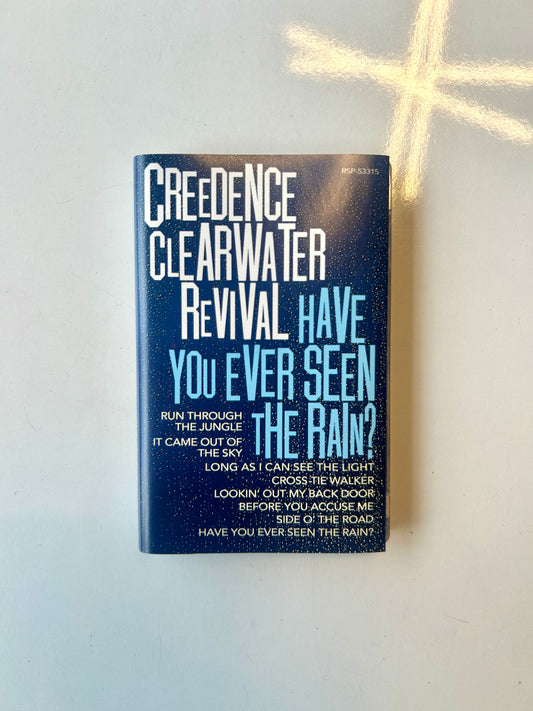 RSP-53315
CREEDENCE
CLEARWATER
REVIVAL HAVE
YOU EVER SEEN
THE RAIN?
RUN THROUGH
THE JUNGLE
IT CAME OUT OF
THE SKY
LONG AS I CAN SEE THE LIGHT
CROSS-TIE WALKER
LOOKIN' OUT MY BACK DOOR
BEFORE YOU ACCUSE ME
SIDE O' THE ROAD
HAVE YOU EVER SEEN THE RAIN?